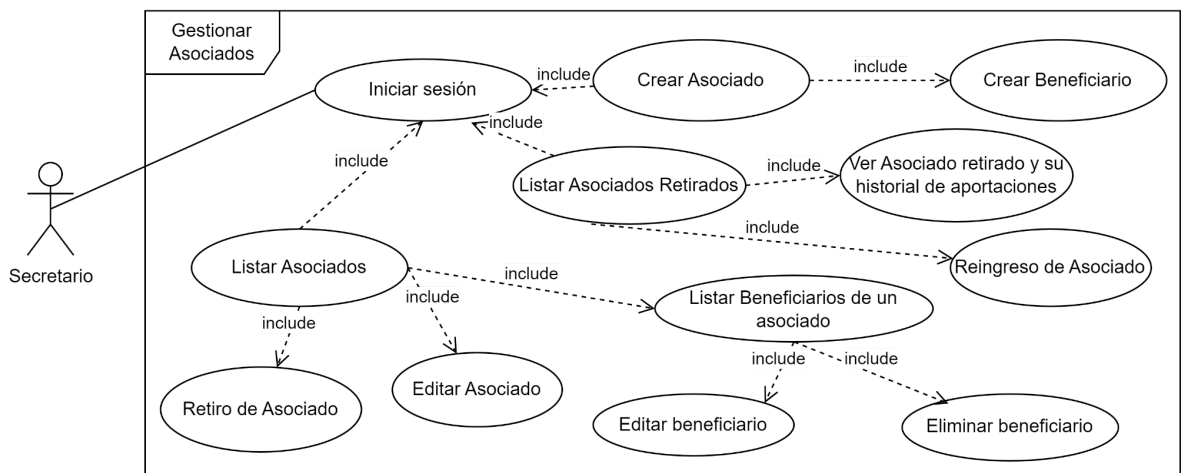 Gestionar
Asociados
Iniciar sesión
include
Crear Asociado
include
Crear Beneficiario
include
include
Listar Asociados Retirados
include
Ver Asociado retirado y su
historial de aportaciones
include
Reingreso de Asociado
Secretario
Listar Asociados
include
Listar Beneficiarios de un
asociado
include
include
include
include
Retiro de Asociado
Editar Asociado
Editar beneficiario
Eliminar beneficiario